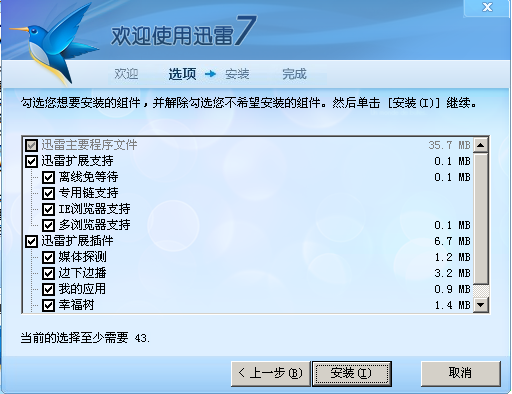 欢迎使用迅雷7
欢迎 选项 安装 完成
勾选您想要安装的组件，并解除勾选您不希望安装的组件。然后单击 [安装(I)] 继续。
迅雷主要程序文件 35.7 MB
迅雷扩展支持 0.1 MB
离线免等待 0.1 MB
专用链支持
IE浏览器支持
多浏览器支持 0.1 MB
迅雷扩展插件 6.7 MB
媒体探测 1.2 MB
边下边播 3.2 MB
我的应用 0.9 MB
幸福树 1.4 MB
当前的选择至少需要 43.
< 上一步(B) 安装(I) 取消